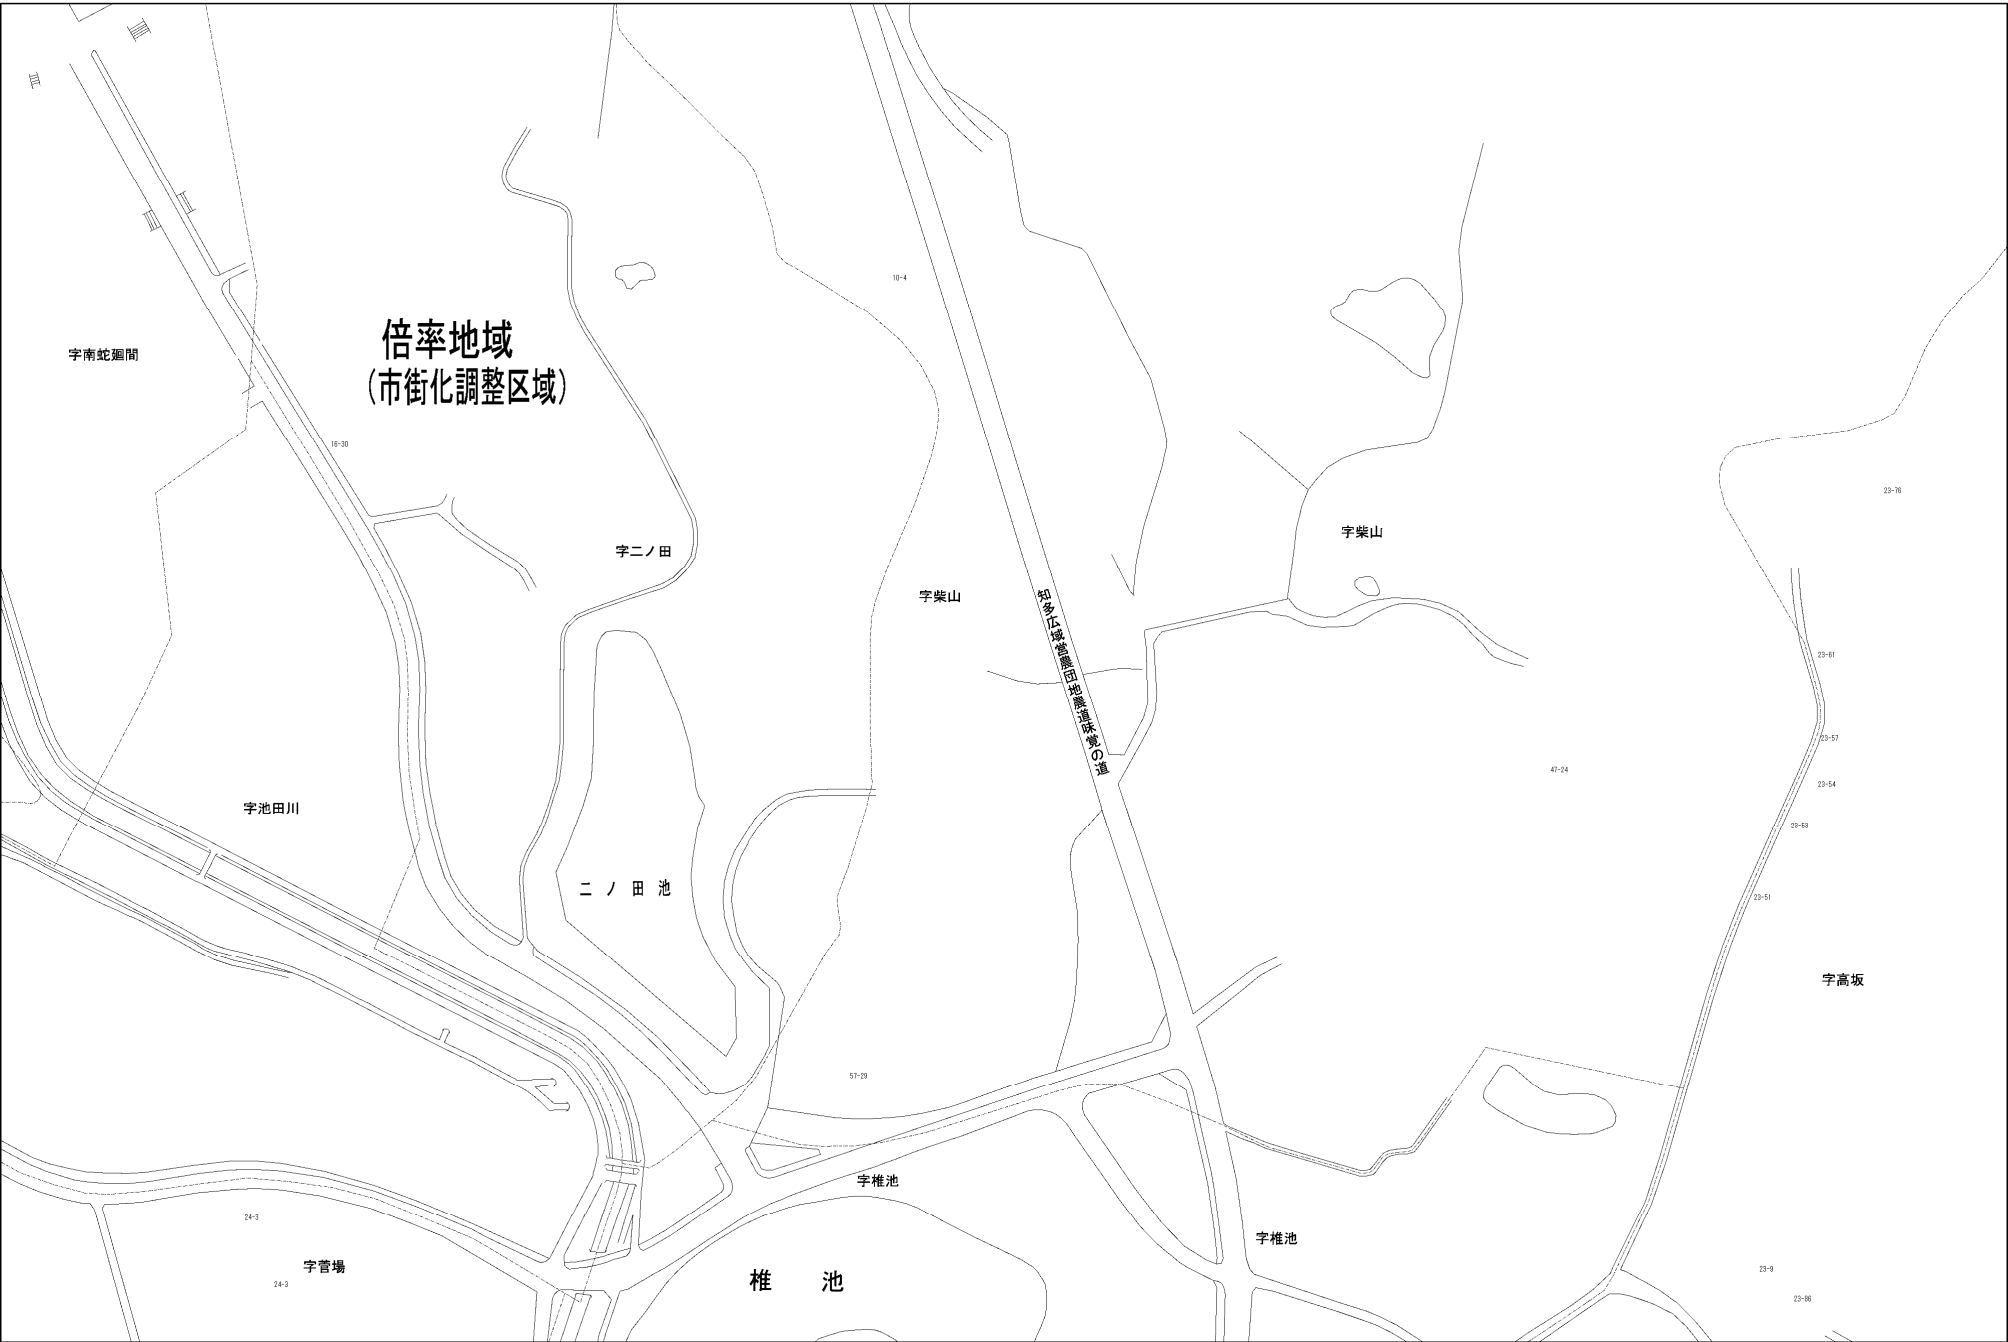 10-4
倍率地域
(市街化調整区域)
字南蛇廻間
16-30
23-76
字柴山
字二ノ田
字柴山
知多広域営農団地農道味覚の道
23-61
23-57
47-24
23-54
字池田川
23-53
二ノ田池
23-51
字高坂
57-29
字椎池
24-3
字椎池
字菅場
23-9
椎池
24-3
23-86